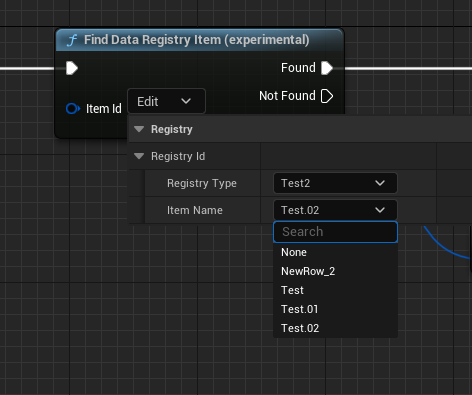 f Find Data Registry Item (experimental)
Found
Not Found
Item Id Edit
Registry
Registry Id
Registry Type Test2
Item Name Test.02
Search
None
NewRow_2
Test
Test.01
Test.02